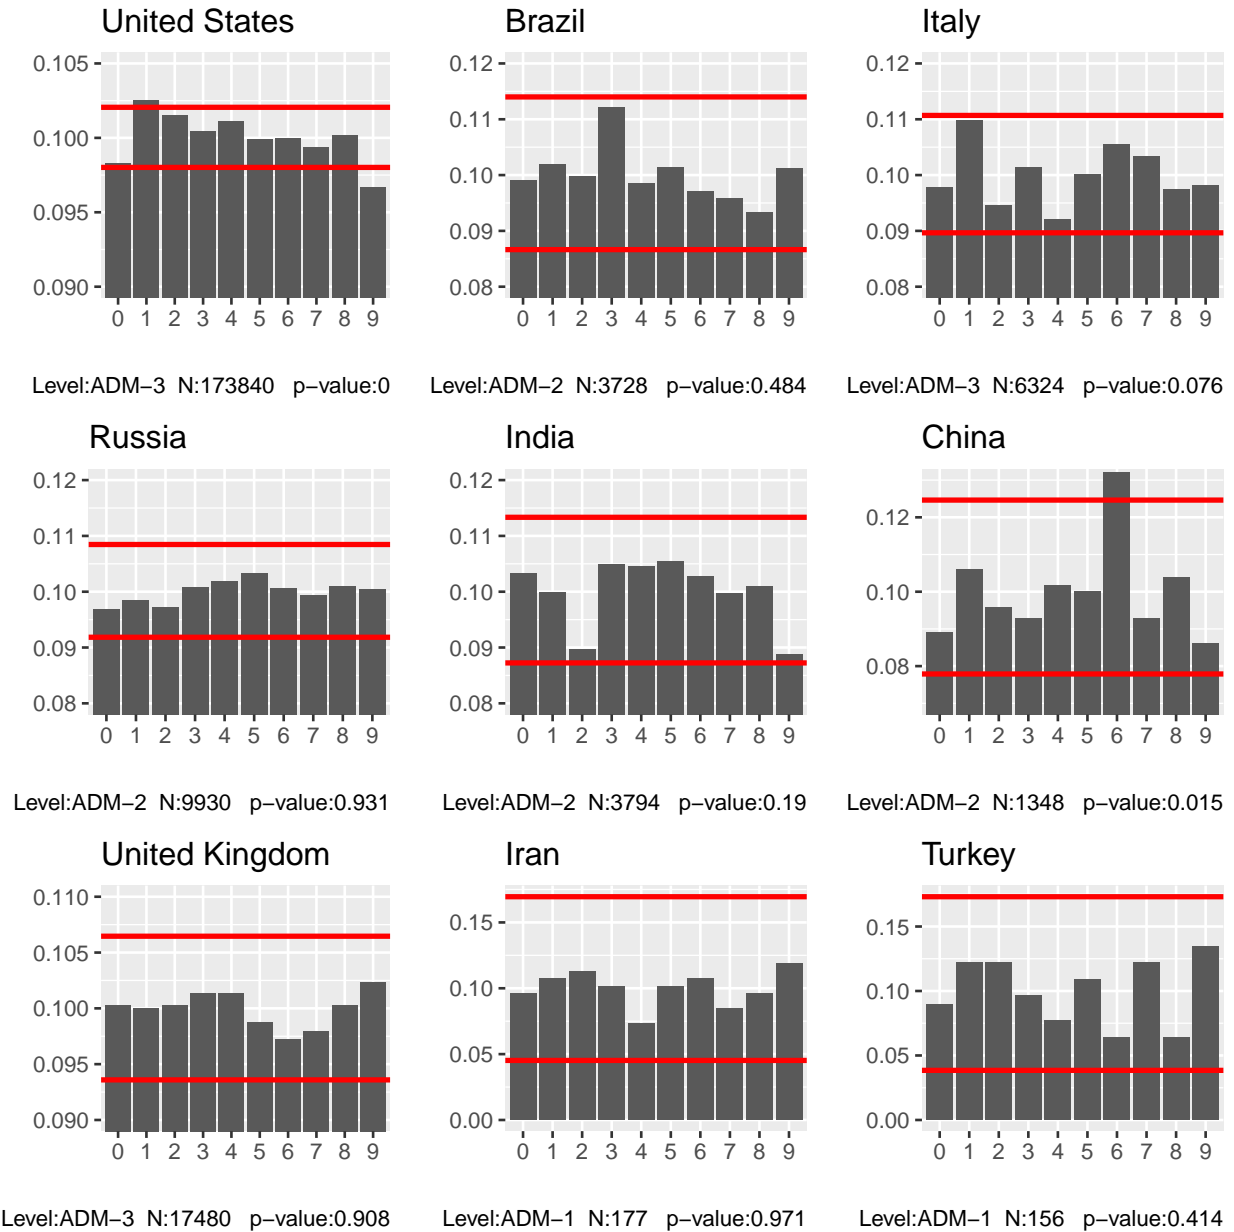 United States Brazil Italy
0.105 0.12 0.12
0.100 0.11 0.11
0.095 0.10 0.10
0.090 0.09 0.09
0.08 0.08
0 1 2 3 4 5 6 7 8 9 0 1 2 3 4 5 6 7 8 9 0 1 2 3 4 5 6 7 8 9
Level:ADM−3 N:173840 p−value:0 Level:ADM−2 N:3728 p−value:0.484 Level:ADM−3 N:6324 p−value:0.076
Russia India China
0.12 0.12 0.12
0.11 0.11 0.10
0.10 0.10 0.08
0.09 0.09
0.08 0.08
0 1 2 3 4 5 6 7 8 9 0 1 2 3 4 5 6 7 8 9 0 1 2 3 4 5 6 7 8 9
Level:ADM−2 N:9930 p−value:0.931 Level:ADM−2 N:3794 p−value:0.19 Level:ADM−2 N:1348 p−value:0.015
United Kingdom Iran Turkey
0.110 0.15 0.15
0.105 0.10 0.10
0.100 0.05 0.05
0.095 0.00 0.00
0.090
0 1 2 3 4 5 6 7 8 9 0 1 2 3 4 5 6 7 8 9 0 1 2 3 4 5 6 7 8 9
Level:ADM−3 N:17480 p−value:0.908 Level:ADM−1 N:177 p−value:0.971 Level:ADM−1 N:156 p−value:0.414